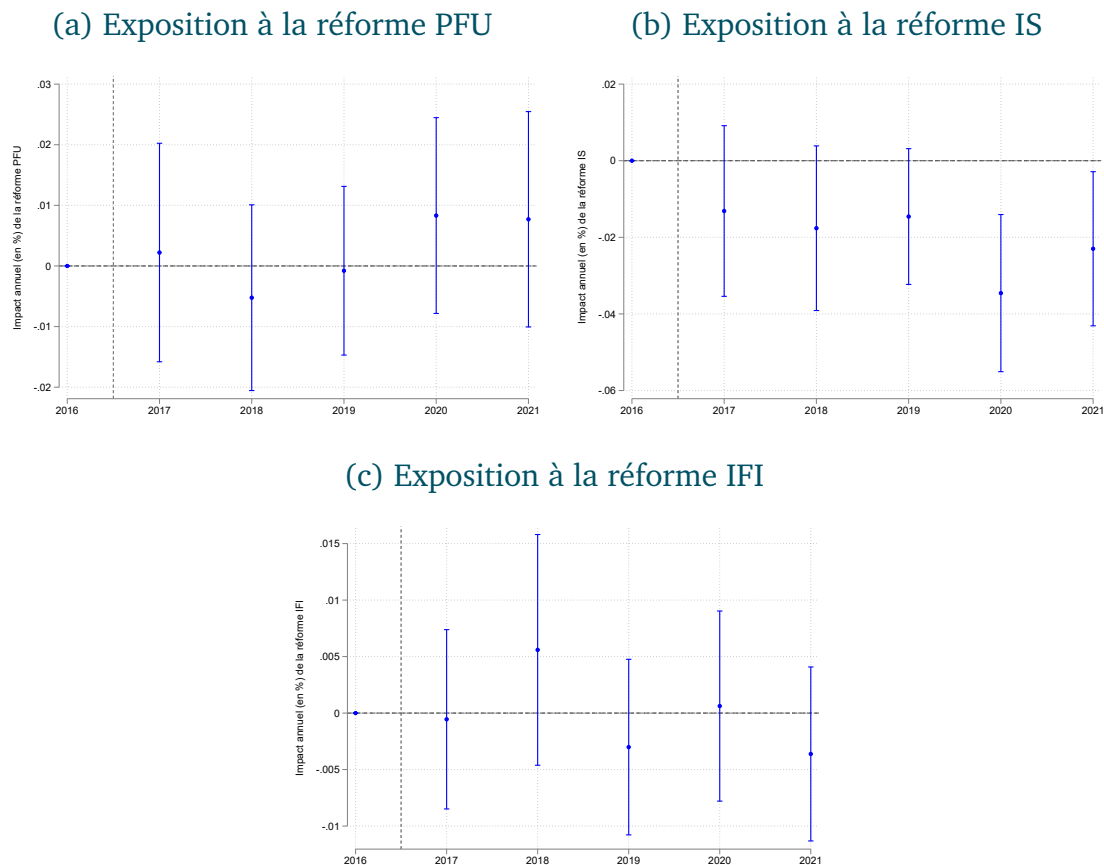 (a) Exposition à la réforme PFU
Impact annuel (en %) de la réforme PFU
.03
.02
.01
0
-.01
-.02
2016 2017 2018 2019 2020 2021
(b) Exposition à la réforme IS
Impact annuel (en %) de la réforme IS
.02
0
-.02
-.04
-.06
2016 2017 2018 2019 2020 2021
(c) Exposition à la réforme IFI
Impact annuel (en %) de la réforme IFI
.015
.01
.005
0
-.005
-.01
2016 2017 2018 2019 2020 2021